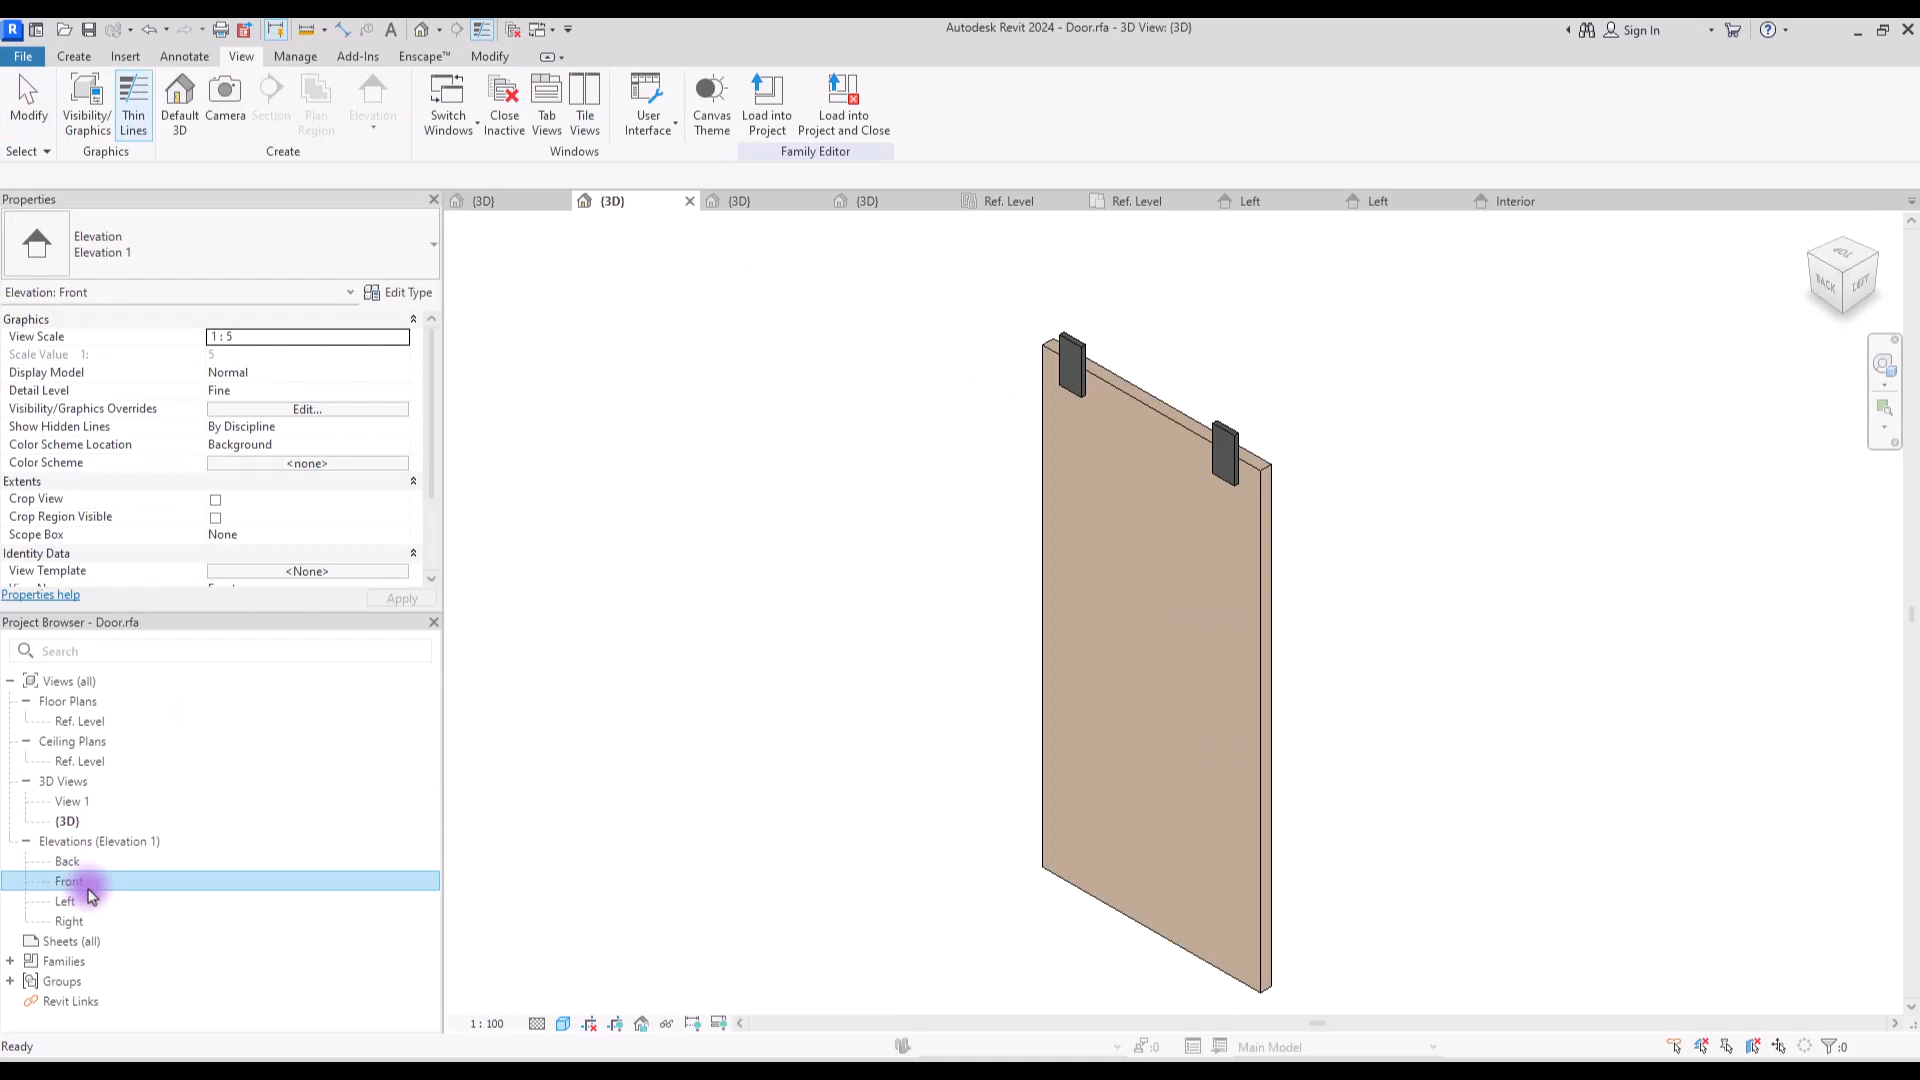 Autodesk Revit 2024 - Door.rfa - 3D View: {3D}
Sign In
File Create Insert Annotate View Manage Add-Ins Enscape™ Modify
Modify
Visibility/ Graphics
Thin Lines
Default 3D
Camera
Section
Plan Region
Elevation
Switch Windows
Close Inactive
Tab Views
Tile Views
User Interface
Canvas Theme
Load into Project
Load into Project and Close
Select
Graphics
Create
Windows
Family Editor
Properties
{3D} {3D} {3D} {3D} Ref. Level Ref. Level Left Left Interior
Elevation
Elevation 1
Elevation: Front
Edit Type
Graphics
View Scale 1 : 5
Scale Value 1: 5
Display Model Normal
Detail Level Fine
Visibility/Graphics Overrides Edit...
Show Hidden Lines By Discipline
Color Scheme Location Background
Color Scheme <none>
Extents
Crop View
Crop Region Visible
Scope Box None
Identity Data
View Template <None>
Properties help
Apply
Project Browser - Door.rfa
Search
Views (all)
Floor Plans
Ref. Level
Ceiling Plans
Ref. Level
3D Views
View 1
{3D}
Elevations (Elevation 1)
Back
Front
Left
Right
Sheets (all)
Families
Groups
Revit Links
TOP
BACK
LEFT
1 : 100
Ready
:0
Main Model
:0